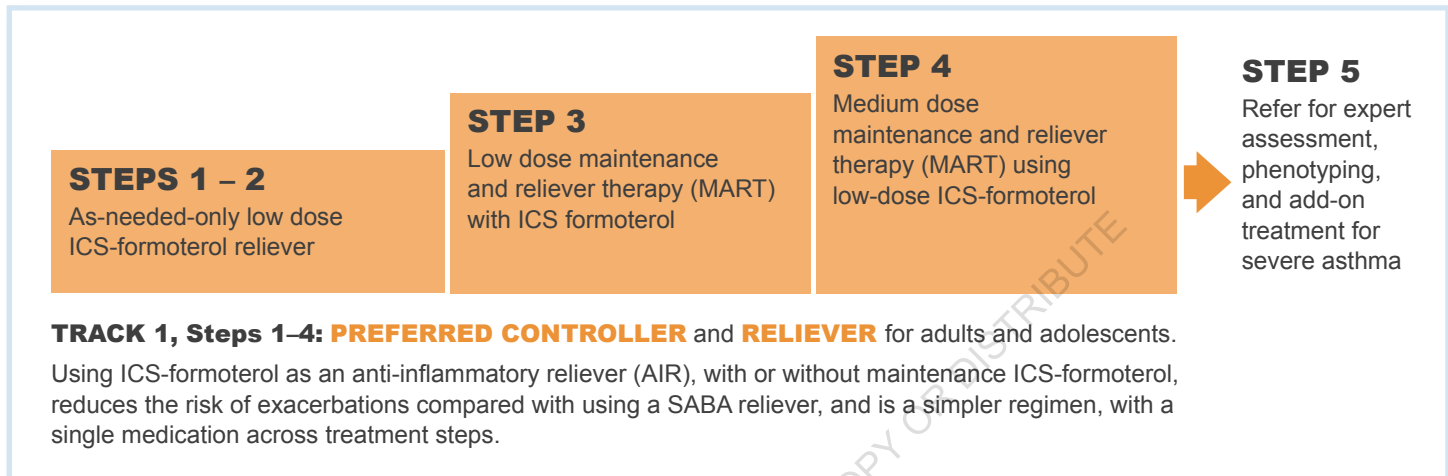 STEPS 1 – 2
As-needed-only low dose
ICS-formoterol reliever
STEP 3
Low dose maintenance
and reliever therapy (MART)
with ICS formoterol
STEP 4
Medium dose
maintenance and reliever
therapy (MART) using
low-dose ICS-formoterol
STEP 5
Refer for expert
assessment,
phenotyping,
and add-on
treatment for
severe asthma
TRACK 1, Steps 1–4: PREFERRED CONTROLLER and RELIEVER for adults and adolescents.
Using ICS-formoterol as an anti-inflammatory reliever (AIR), with or without maintenance ICS-formoterol,
reduces the risk of exacerbations compared with using a SABA reliever, and is a simpler regimen, with a
single medication across treatment steps.
OPY OR DISTRIBUTE